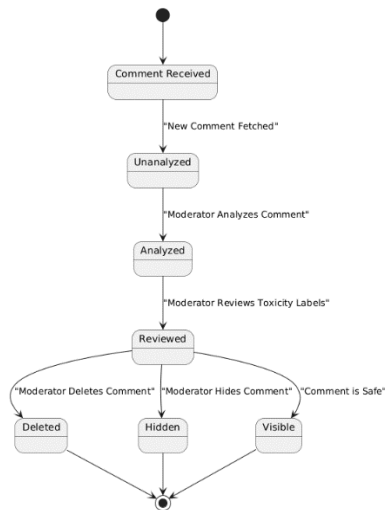 Comment Received
"New Comment Fetched"
Unanalyzed
"Moderator Analyzes Comment"
Analyzed
"Moderator Reviews Toxicity Labels"
Reviewed
"Moderator Deletes Comment" "Moderator Hides Comment" "Comment is Safe"
Deleted Hidden Visible